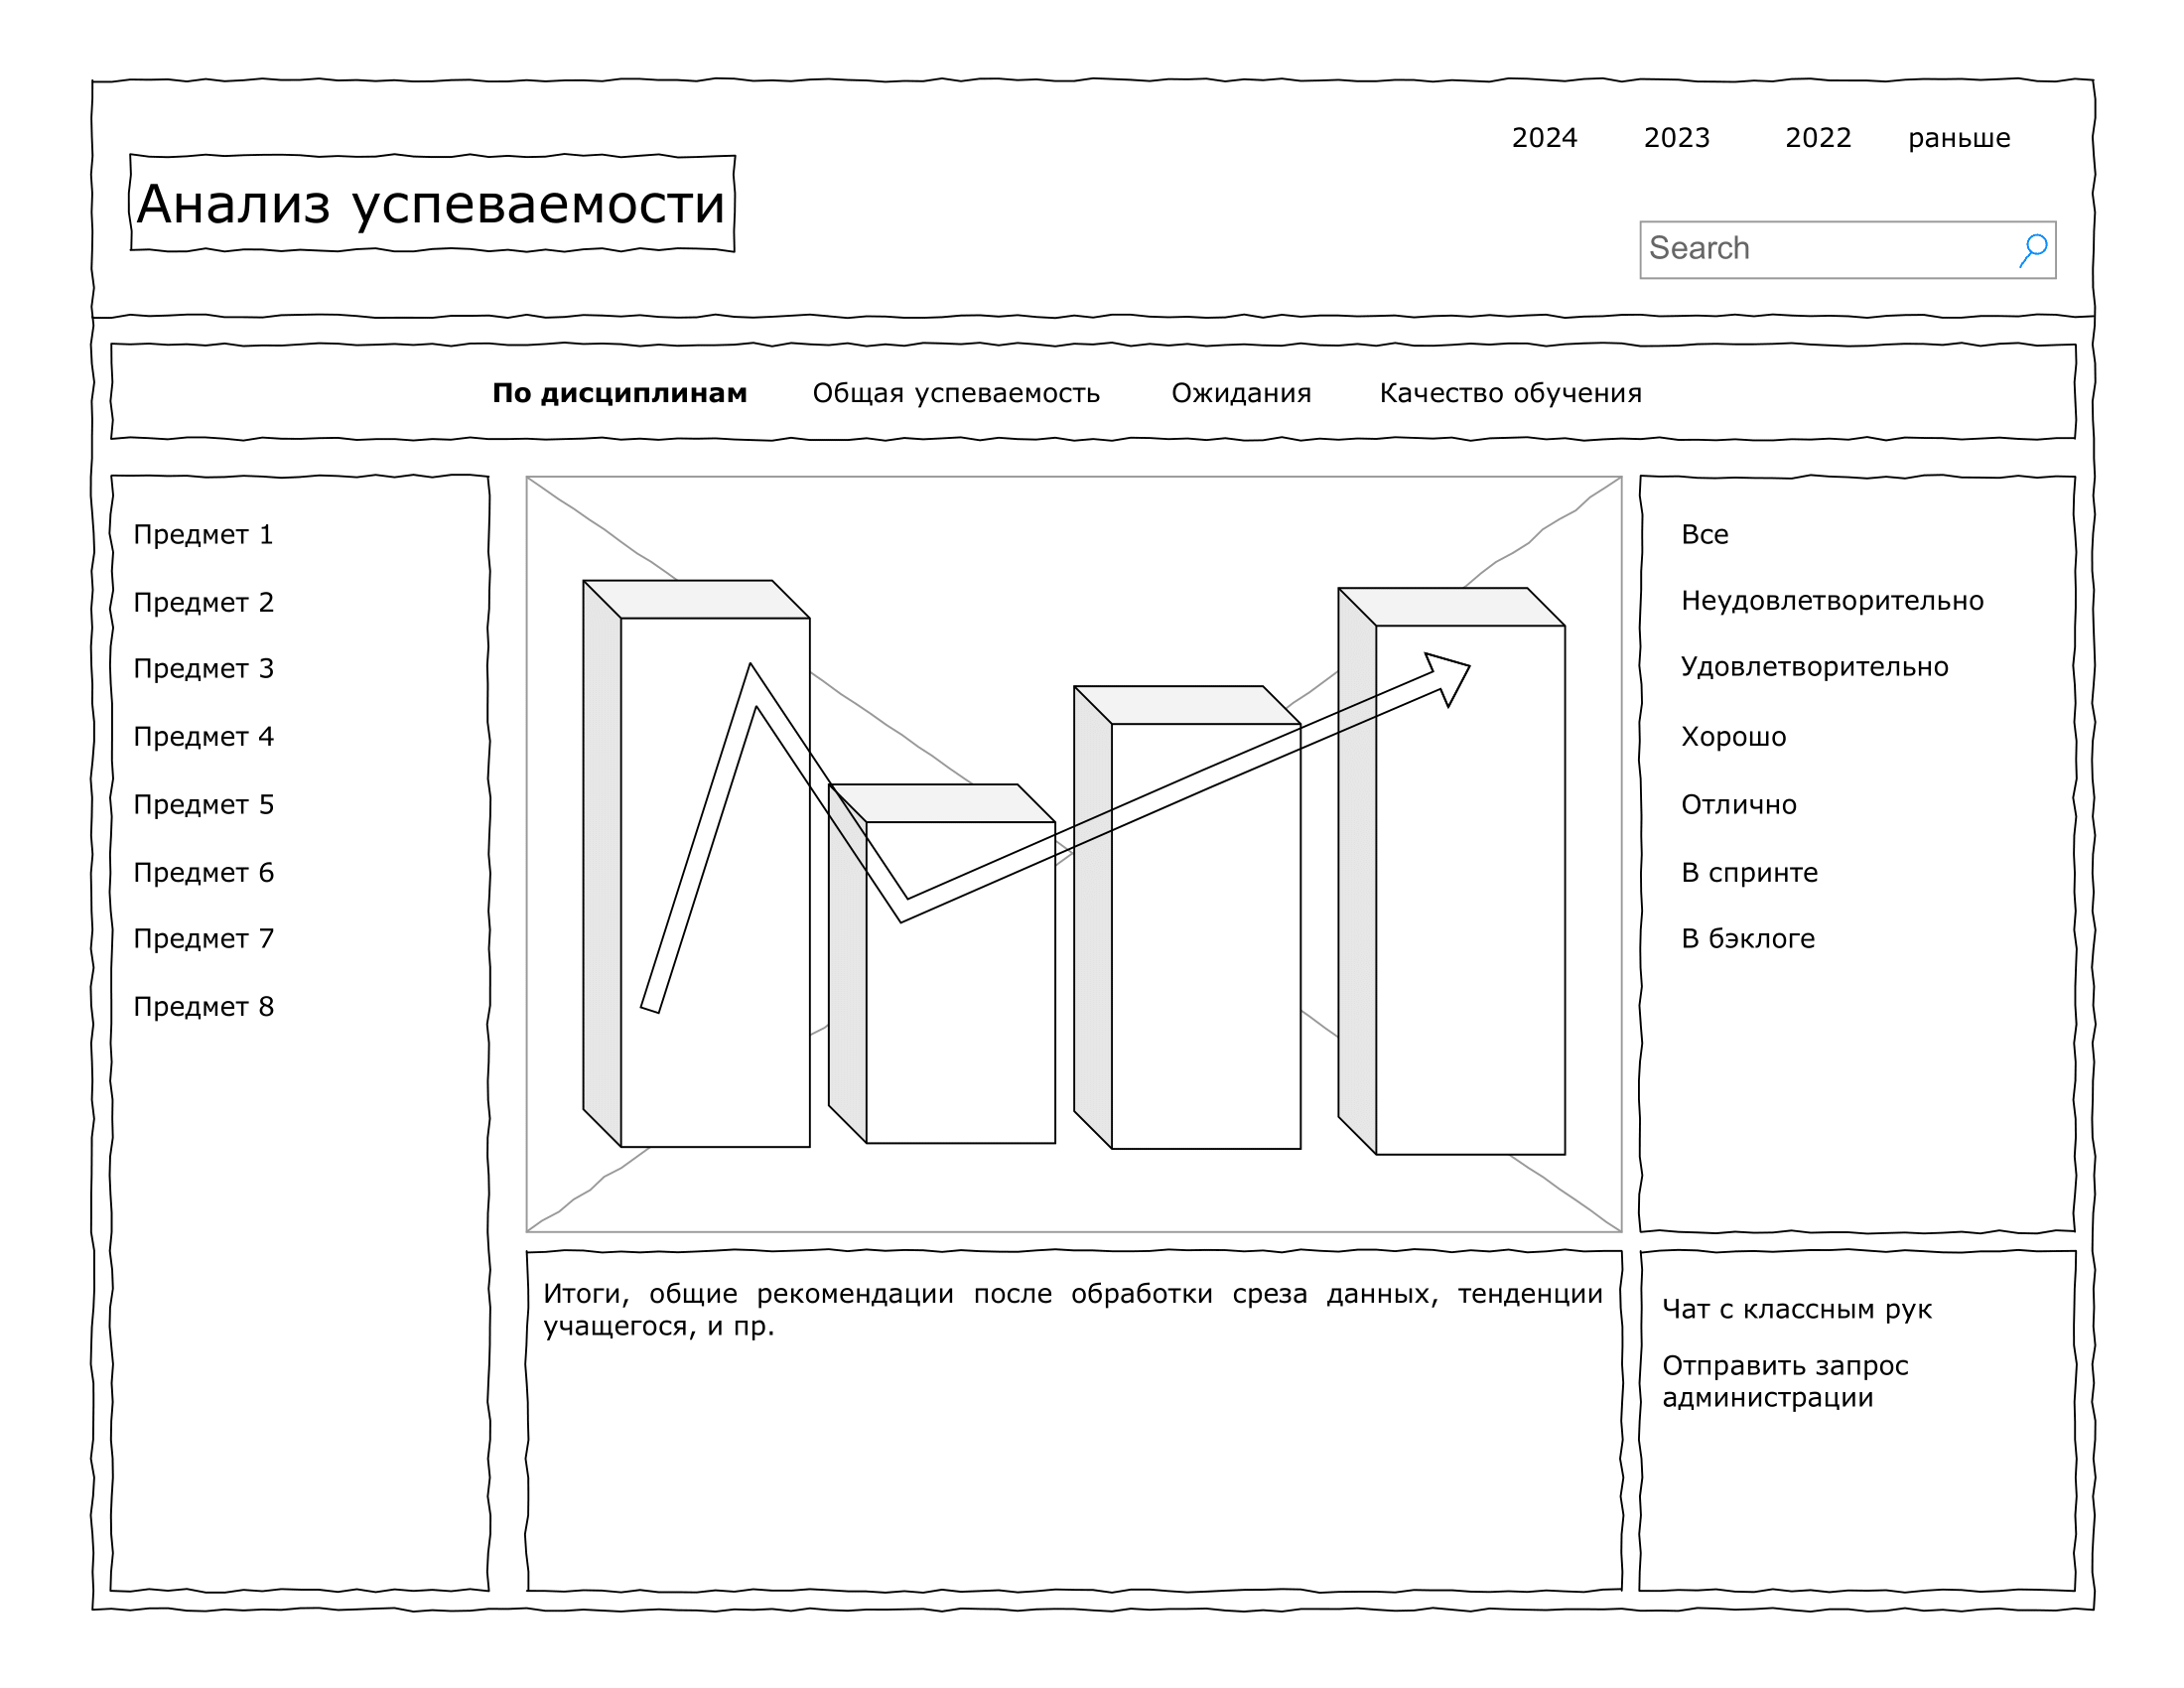 2024 2023 2022 раньше
Анализ успеваемости
Search
По дисциплинам Общая успеваемость Ожидания Качество обучения
Предмет 1
Предмет 2
Предмет 3
Предмет 4
Предмет 5
Предмет 6
Предмет 7
Предмет 8
Все
Неудовлетворительно
Удовлетворительно
Хорошо
Отлично
В спринте
В бэклоге
Итоги, общие рекомендации после обработки среза данных, тенденции
учащегося, и пр.
Чат с классным рук
Отправить запрос
администрации